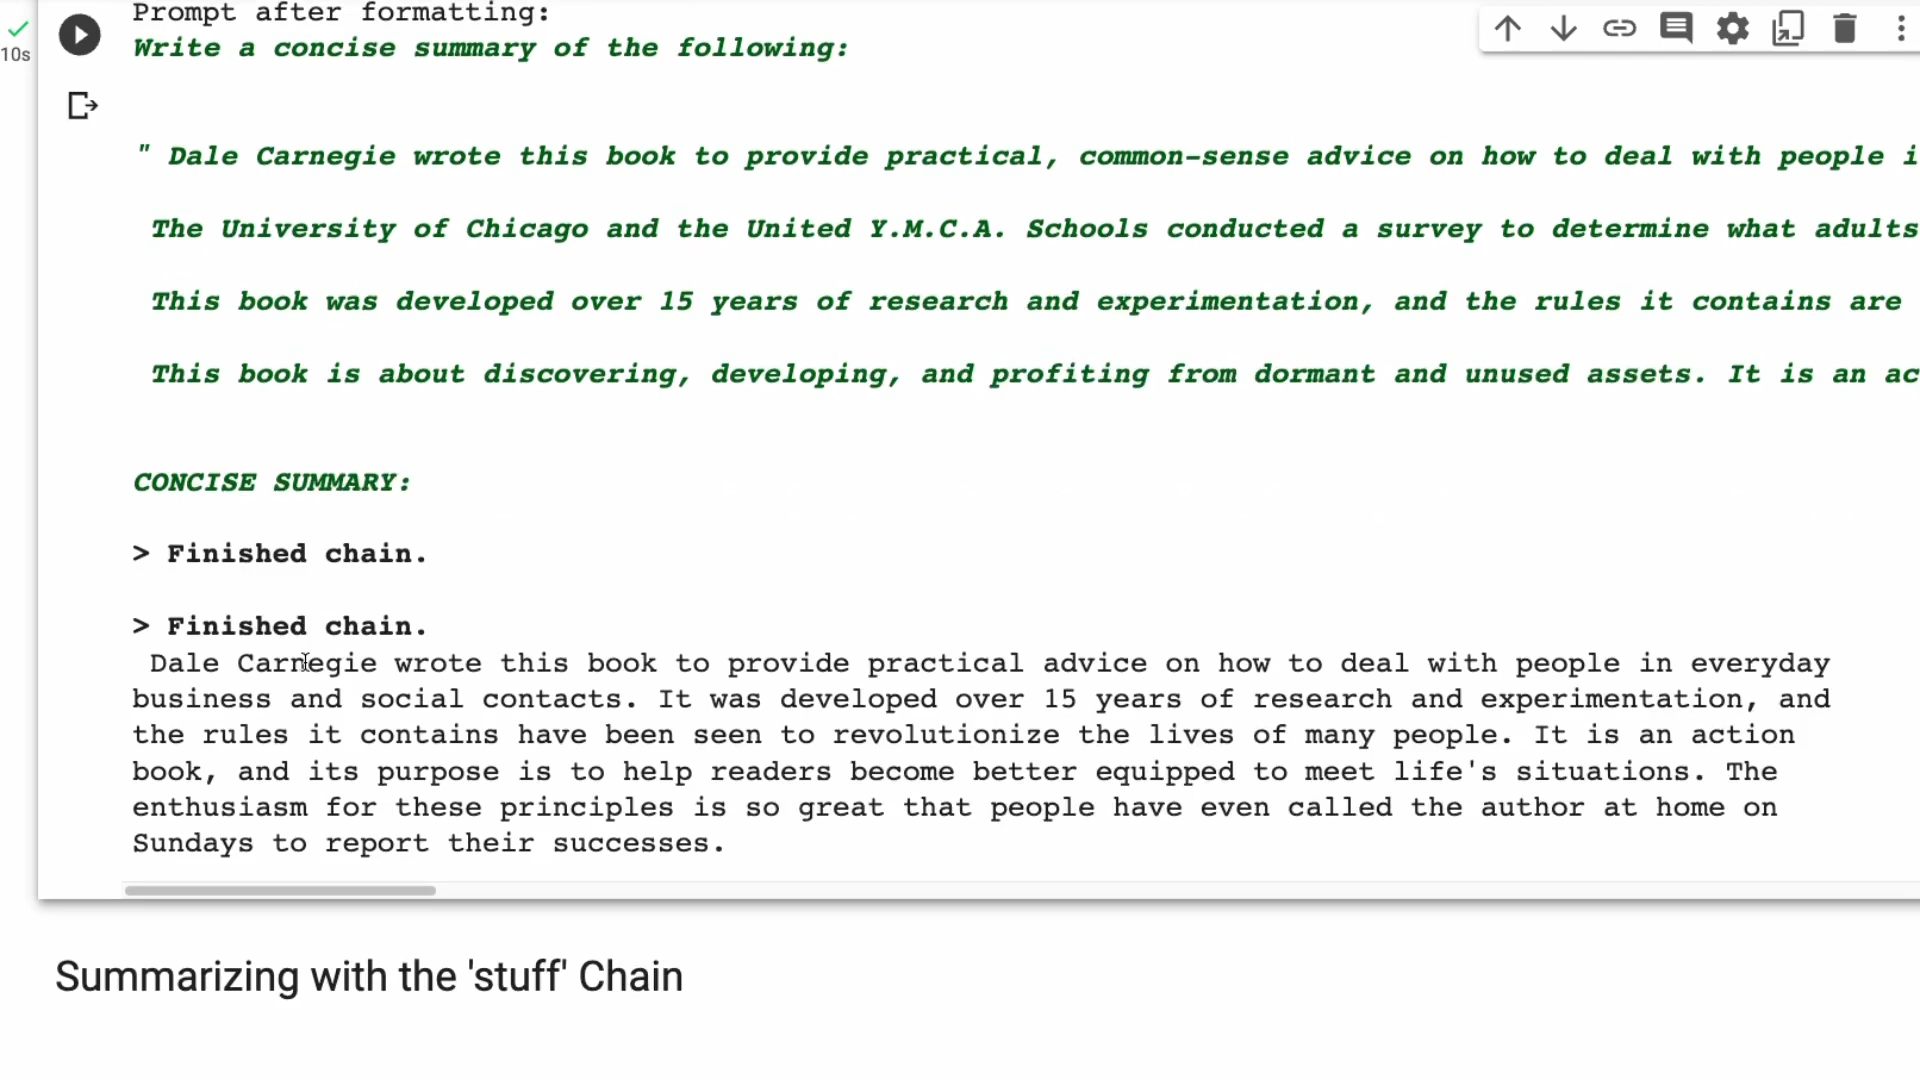 Prompt after formatting:
Write a concise summary of the following:
10s
" Dale Carnegie wrote this book to provide practical, common-sense advice on how to deal with people i
The University of Chicago and the United Y.M.C.A. Schools conducted a survey to determine what adults
This book was developed over 15 years of research and experimentation, and the rules it contains are
This book is about discovering, developing, and profiting from dormant and unused assets. It is an ac
CONCISE SUMMARY:
> Finished chain.
> Finished chain.
Dale Carnegie wrote this book to provide practical advice on how to deal with people in everyday
business and social contacts. It was developed over 15 years of research and experimentation, and
the rules it contains have been seen to revolutionize the lives of many people. It is an action
book, and its purpose is to help readers become better equipped to meet life's situations. The
enthusiasm for these principles is so great that people have even called the author at home on
Sundays to report their successes.
Summarizing with the 'stuff' Chain